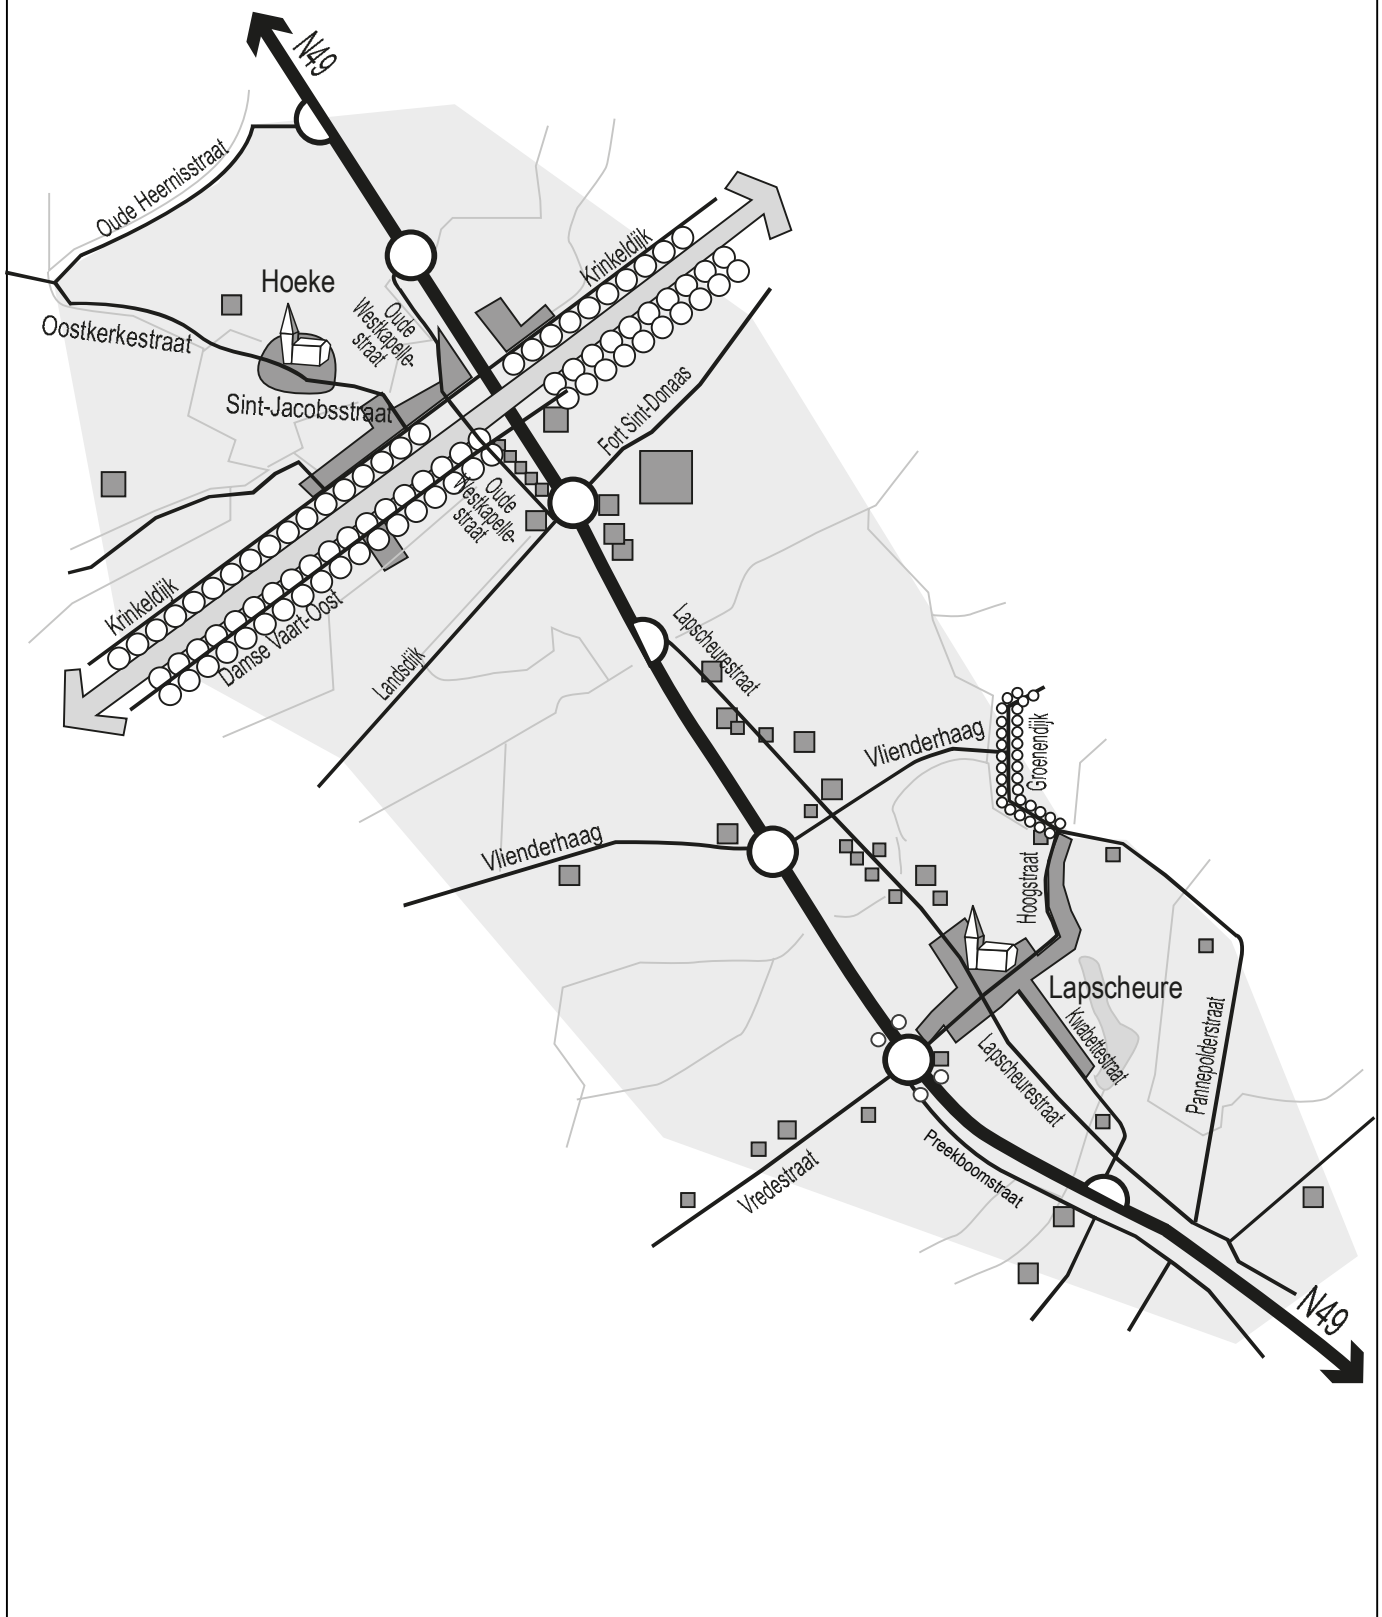 N49
Oude Heernisstraat
Krinkeldijk
Hoeke
Oude
Westkapelle-
straat
Oostkerkestraat
Sint-Jacobsstraat
Fort Sint-Donaas
Oude
Westkapelle-
straat
Krinkeldijk
Damse Vaart-Oost
Landsdijk
Lapscheurestraat
Vlienderhaag
Groenendijk
Vlienderhaag
Hoogstraat
Lapscheure
Kwabettestraat
Lapscheurestraat
Pannepolderstraat
Preekboomstraat
Vredestraat
N49